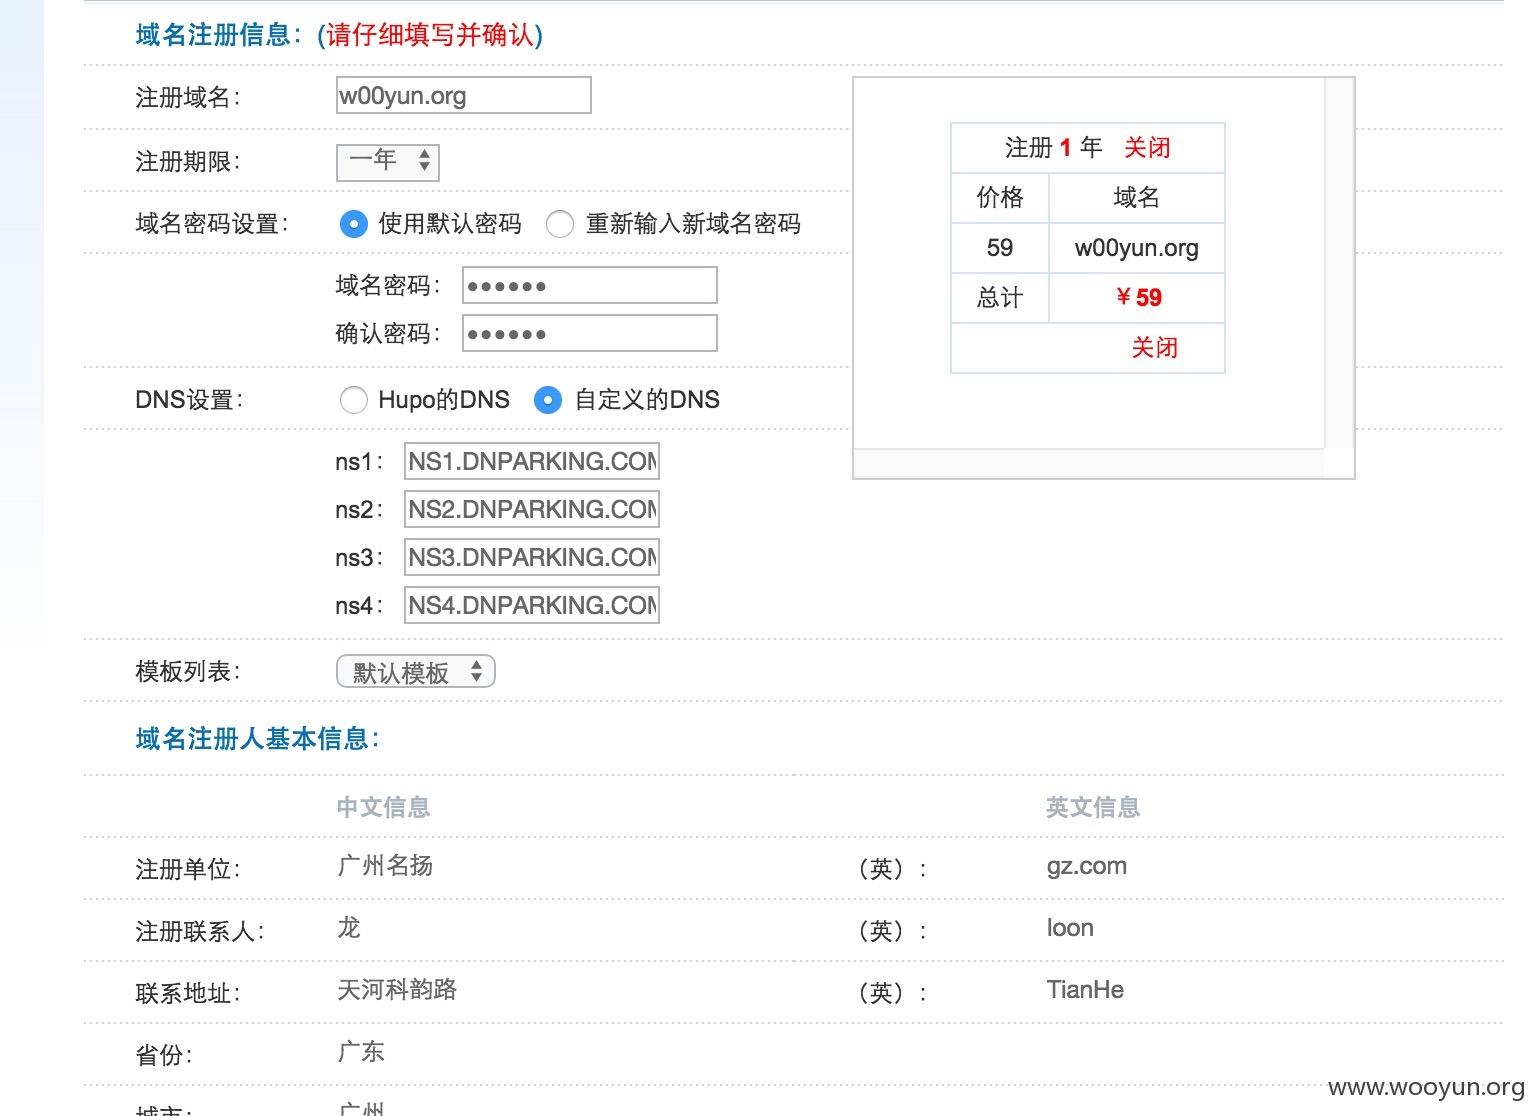 域名注册信息：(请仔细填写并确认)
注册域名： w00yun.org
注册期限： 一年
域名密码设置： 使用默认密码 重新输入新域名密码
域名密码： ••••••
确认密码： ••••••
DNS设置： Hupo的DNS 自定义的DNS
ns1： NS1.DNPARKING.COM
ns2： NS2.DNPARKING.COM
ns3： NS3.DNPARKING.COM
ns4： NS4.DNPARKING.COM
注册 1 年 关闭
价格 域名
59 w00yun.org
总计 ￥59
关闭
模板列表： 默认模板
域名注册人基本信息：
中文信息 英文信息
注册单位： 广州名扬 （英）： gz.com
注册联系人： 龙 （英）： loon
联系地址： 天河科韵路 （英）： TianHe
省份： 广东
城市： 广州
www.wooyun.org